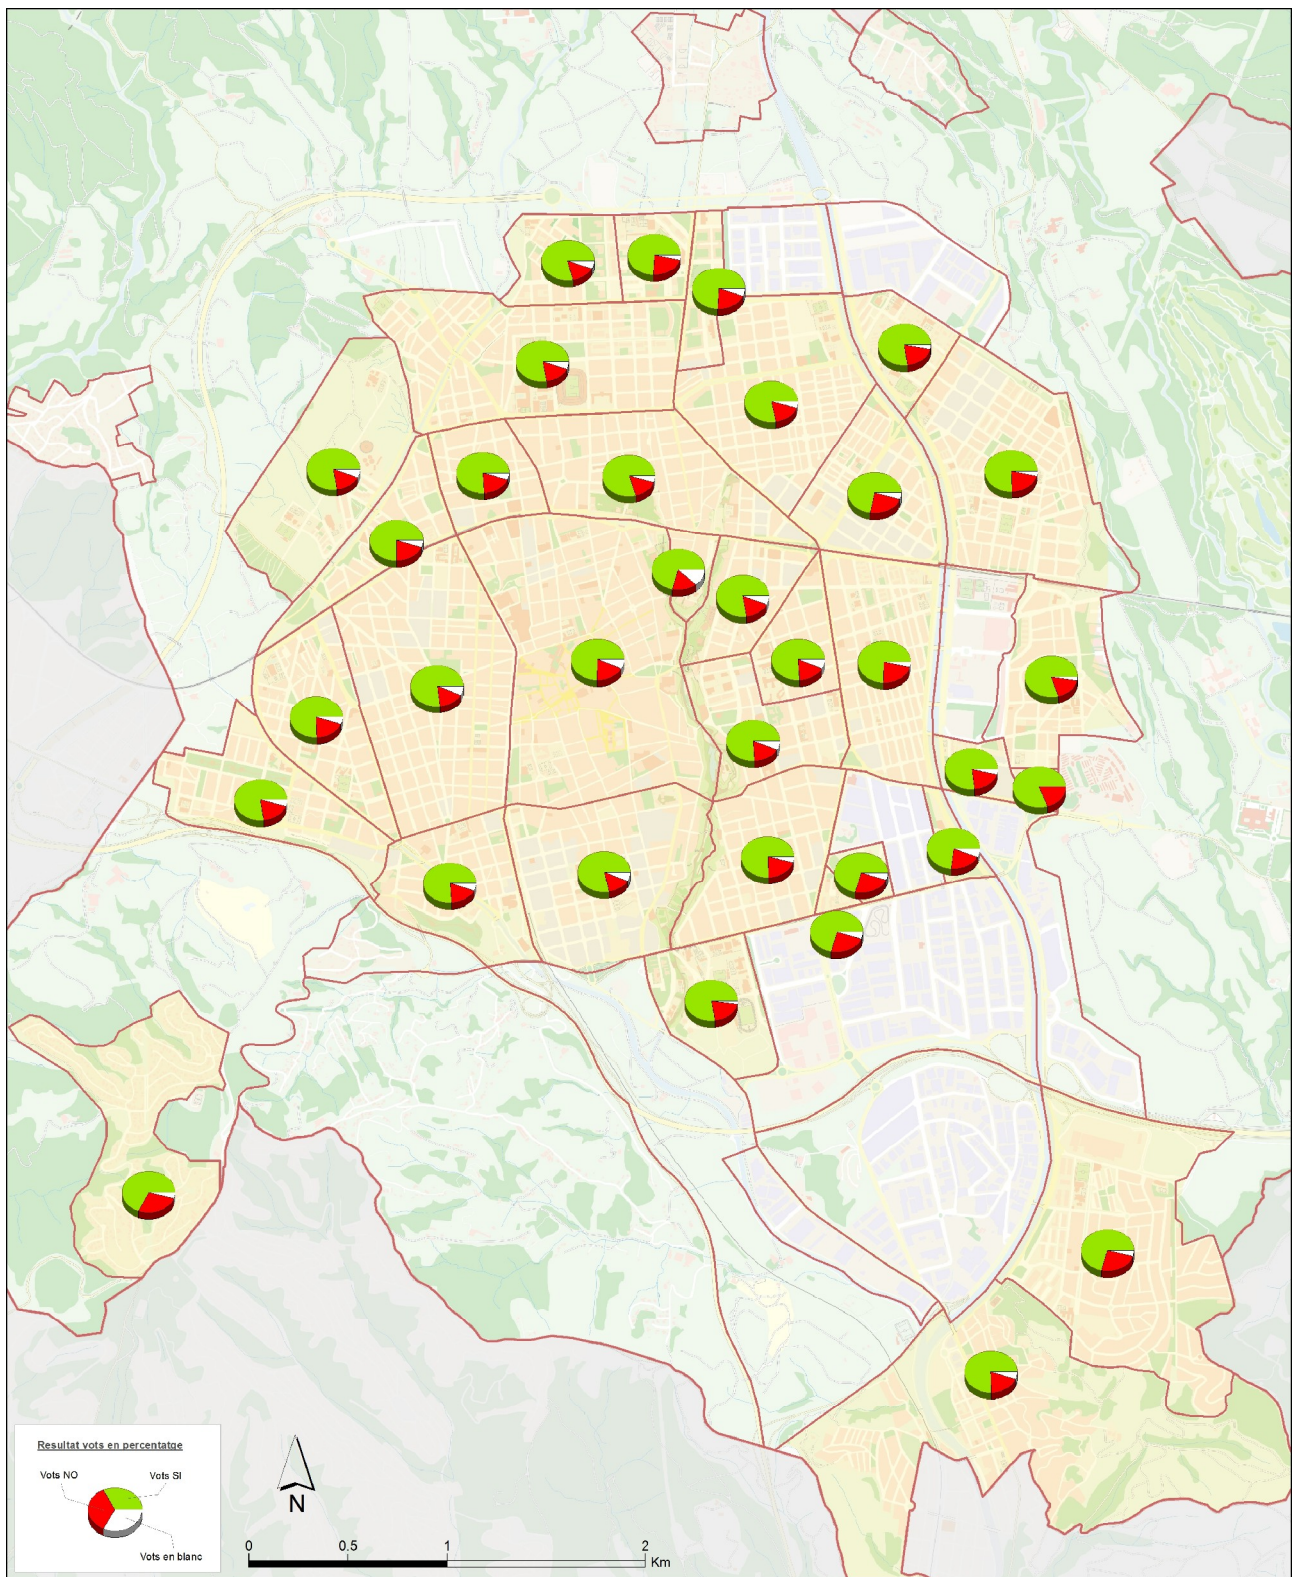 Resultat vots en percentatge
Vots NO
Vots SI
Vots en blanc
N
0 0.5 1 2
Km